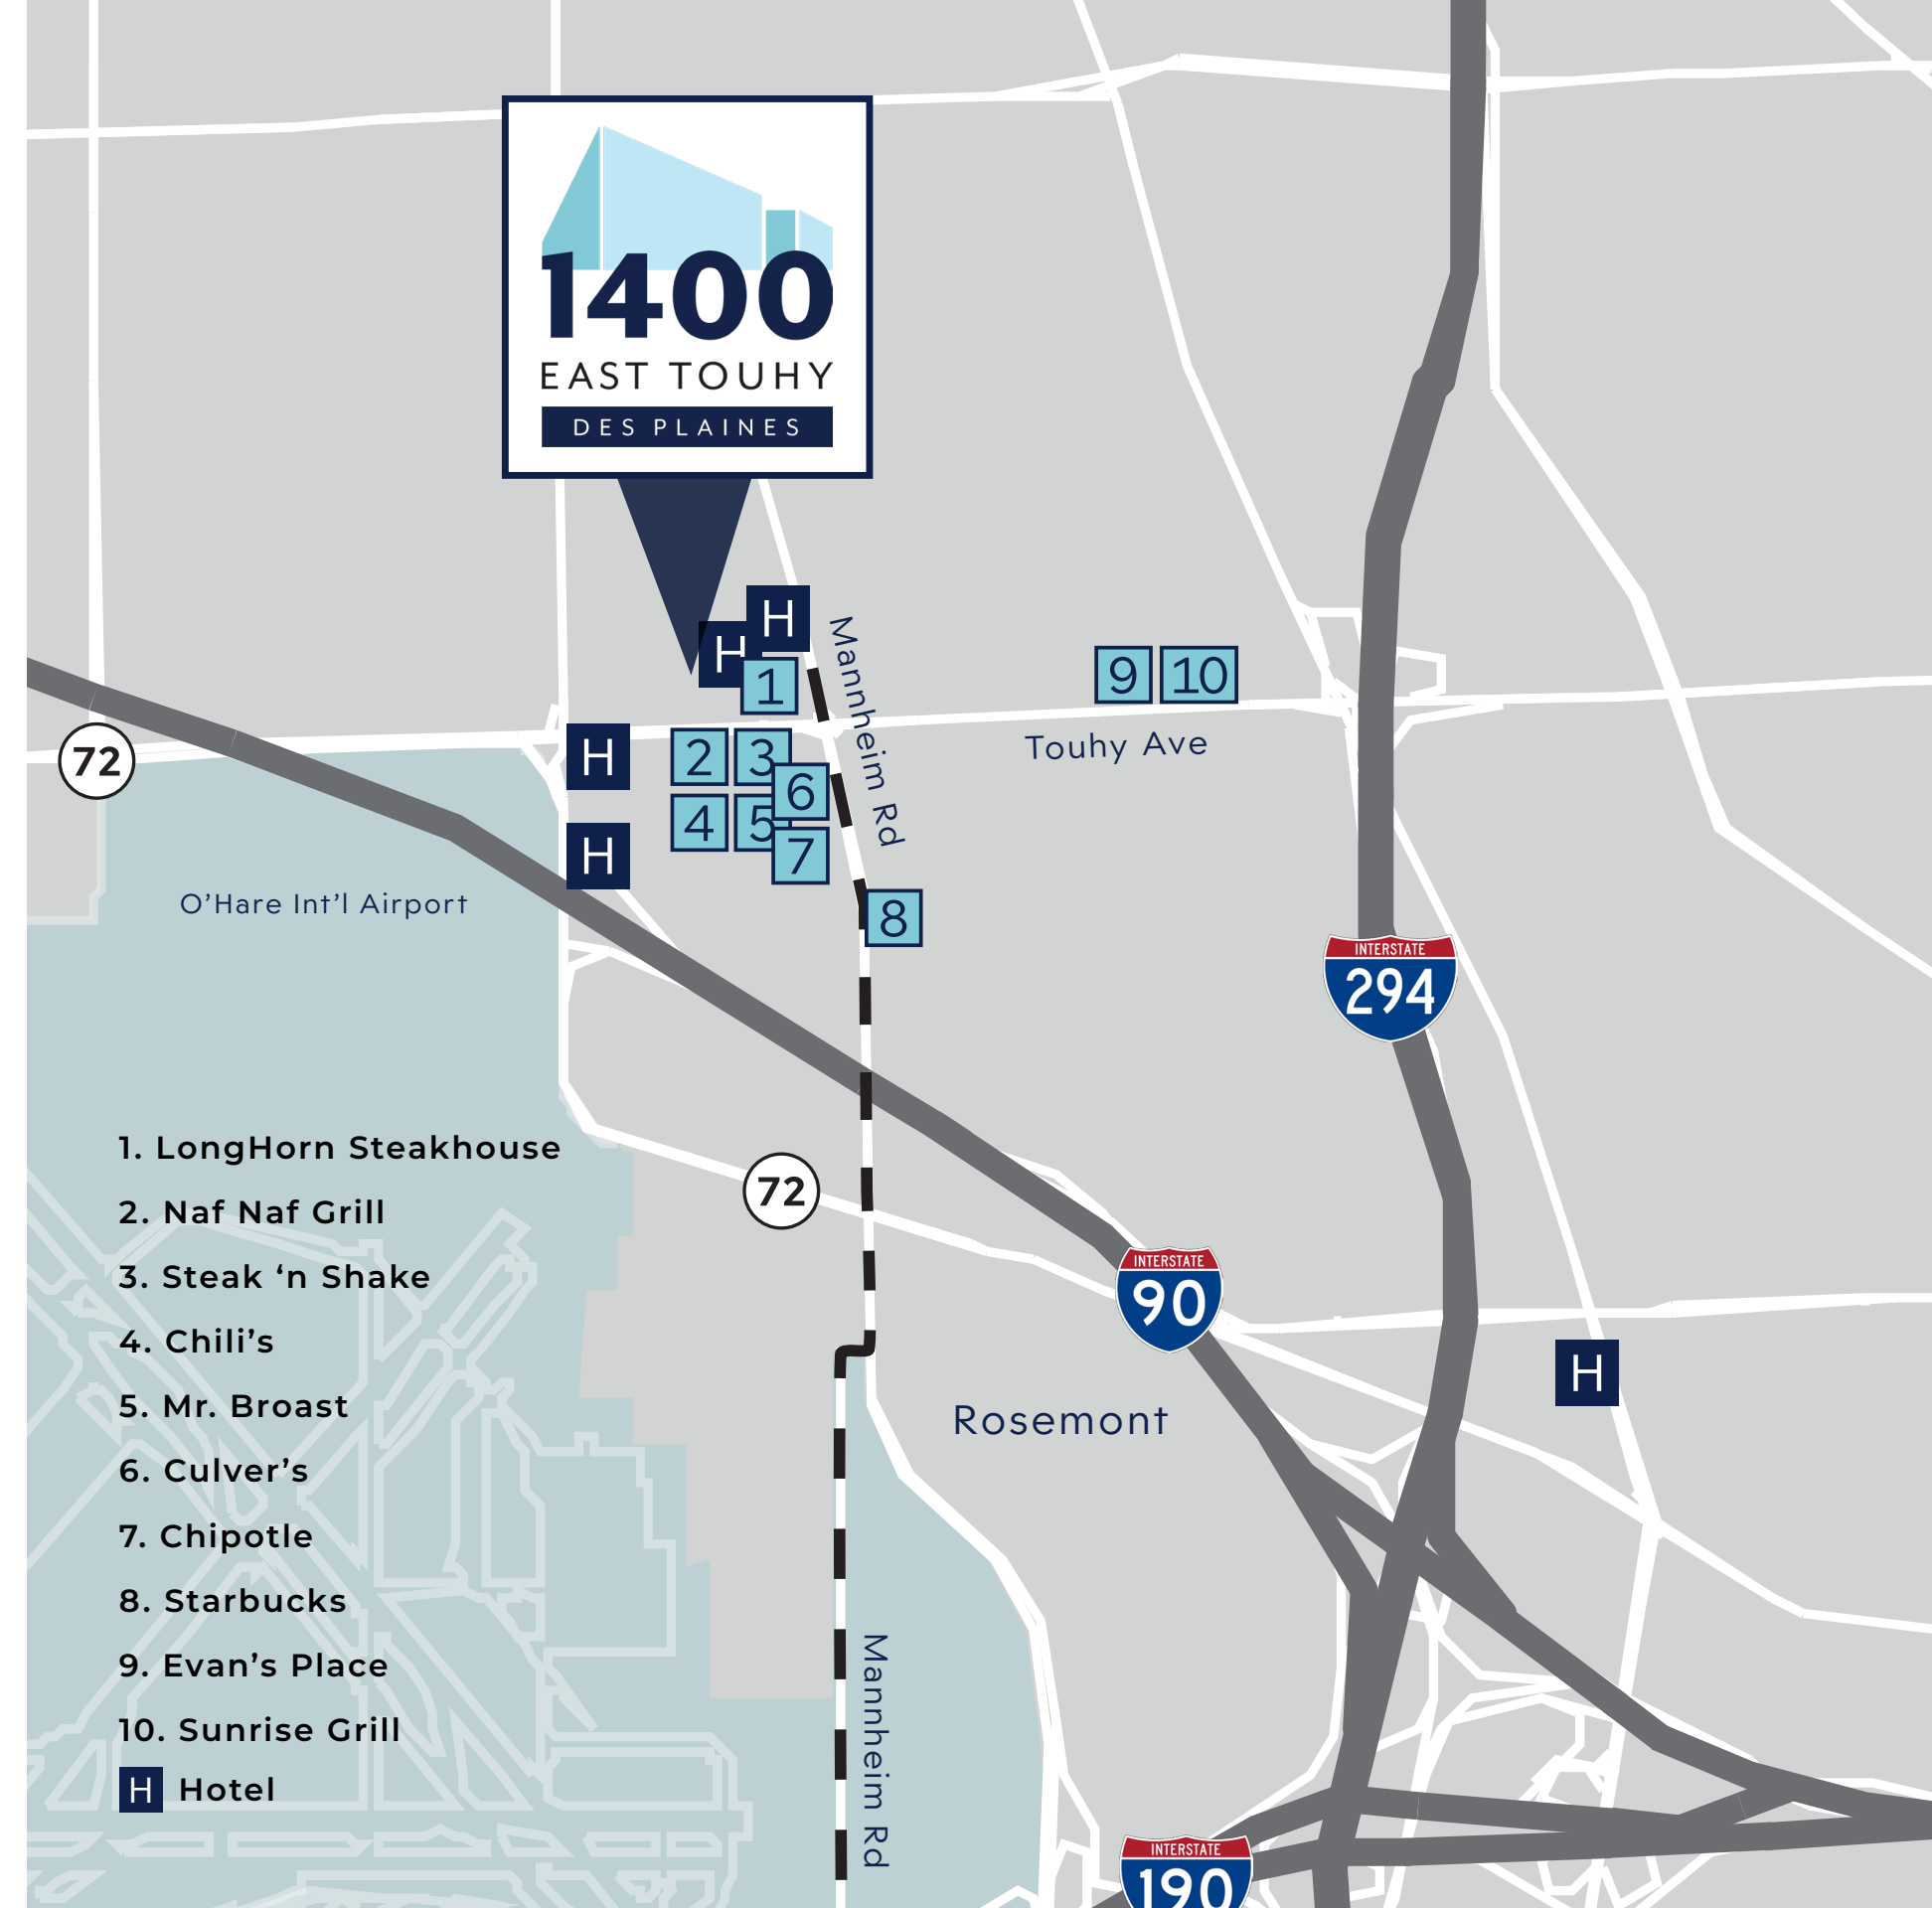 1400
EAST TOUHY
DES PLAINES
H
H
1
Mannheim Rd
9
10
Touhy Ave
72
H
2
3
6
4
5
7
H
8
O’Hare Int’l Airport
INTERSTATE
294
1. LongHorn Steakhouse
2. Naf Naf Grill
3. Steak ‘n Shake
4. Chili’s
5. Mr. Broast
6. Culver’s
7. Chipotle
8. Starbucks
9. Evan’s Place
10. Sunrise Grill
H Hotel
72
INTERSTATE
90
H
Rosemont
Mannheim Rd
INTERSTATE
190